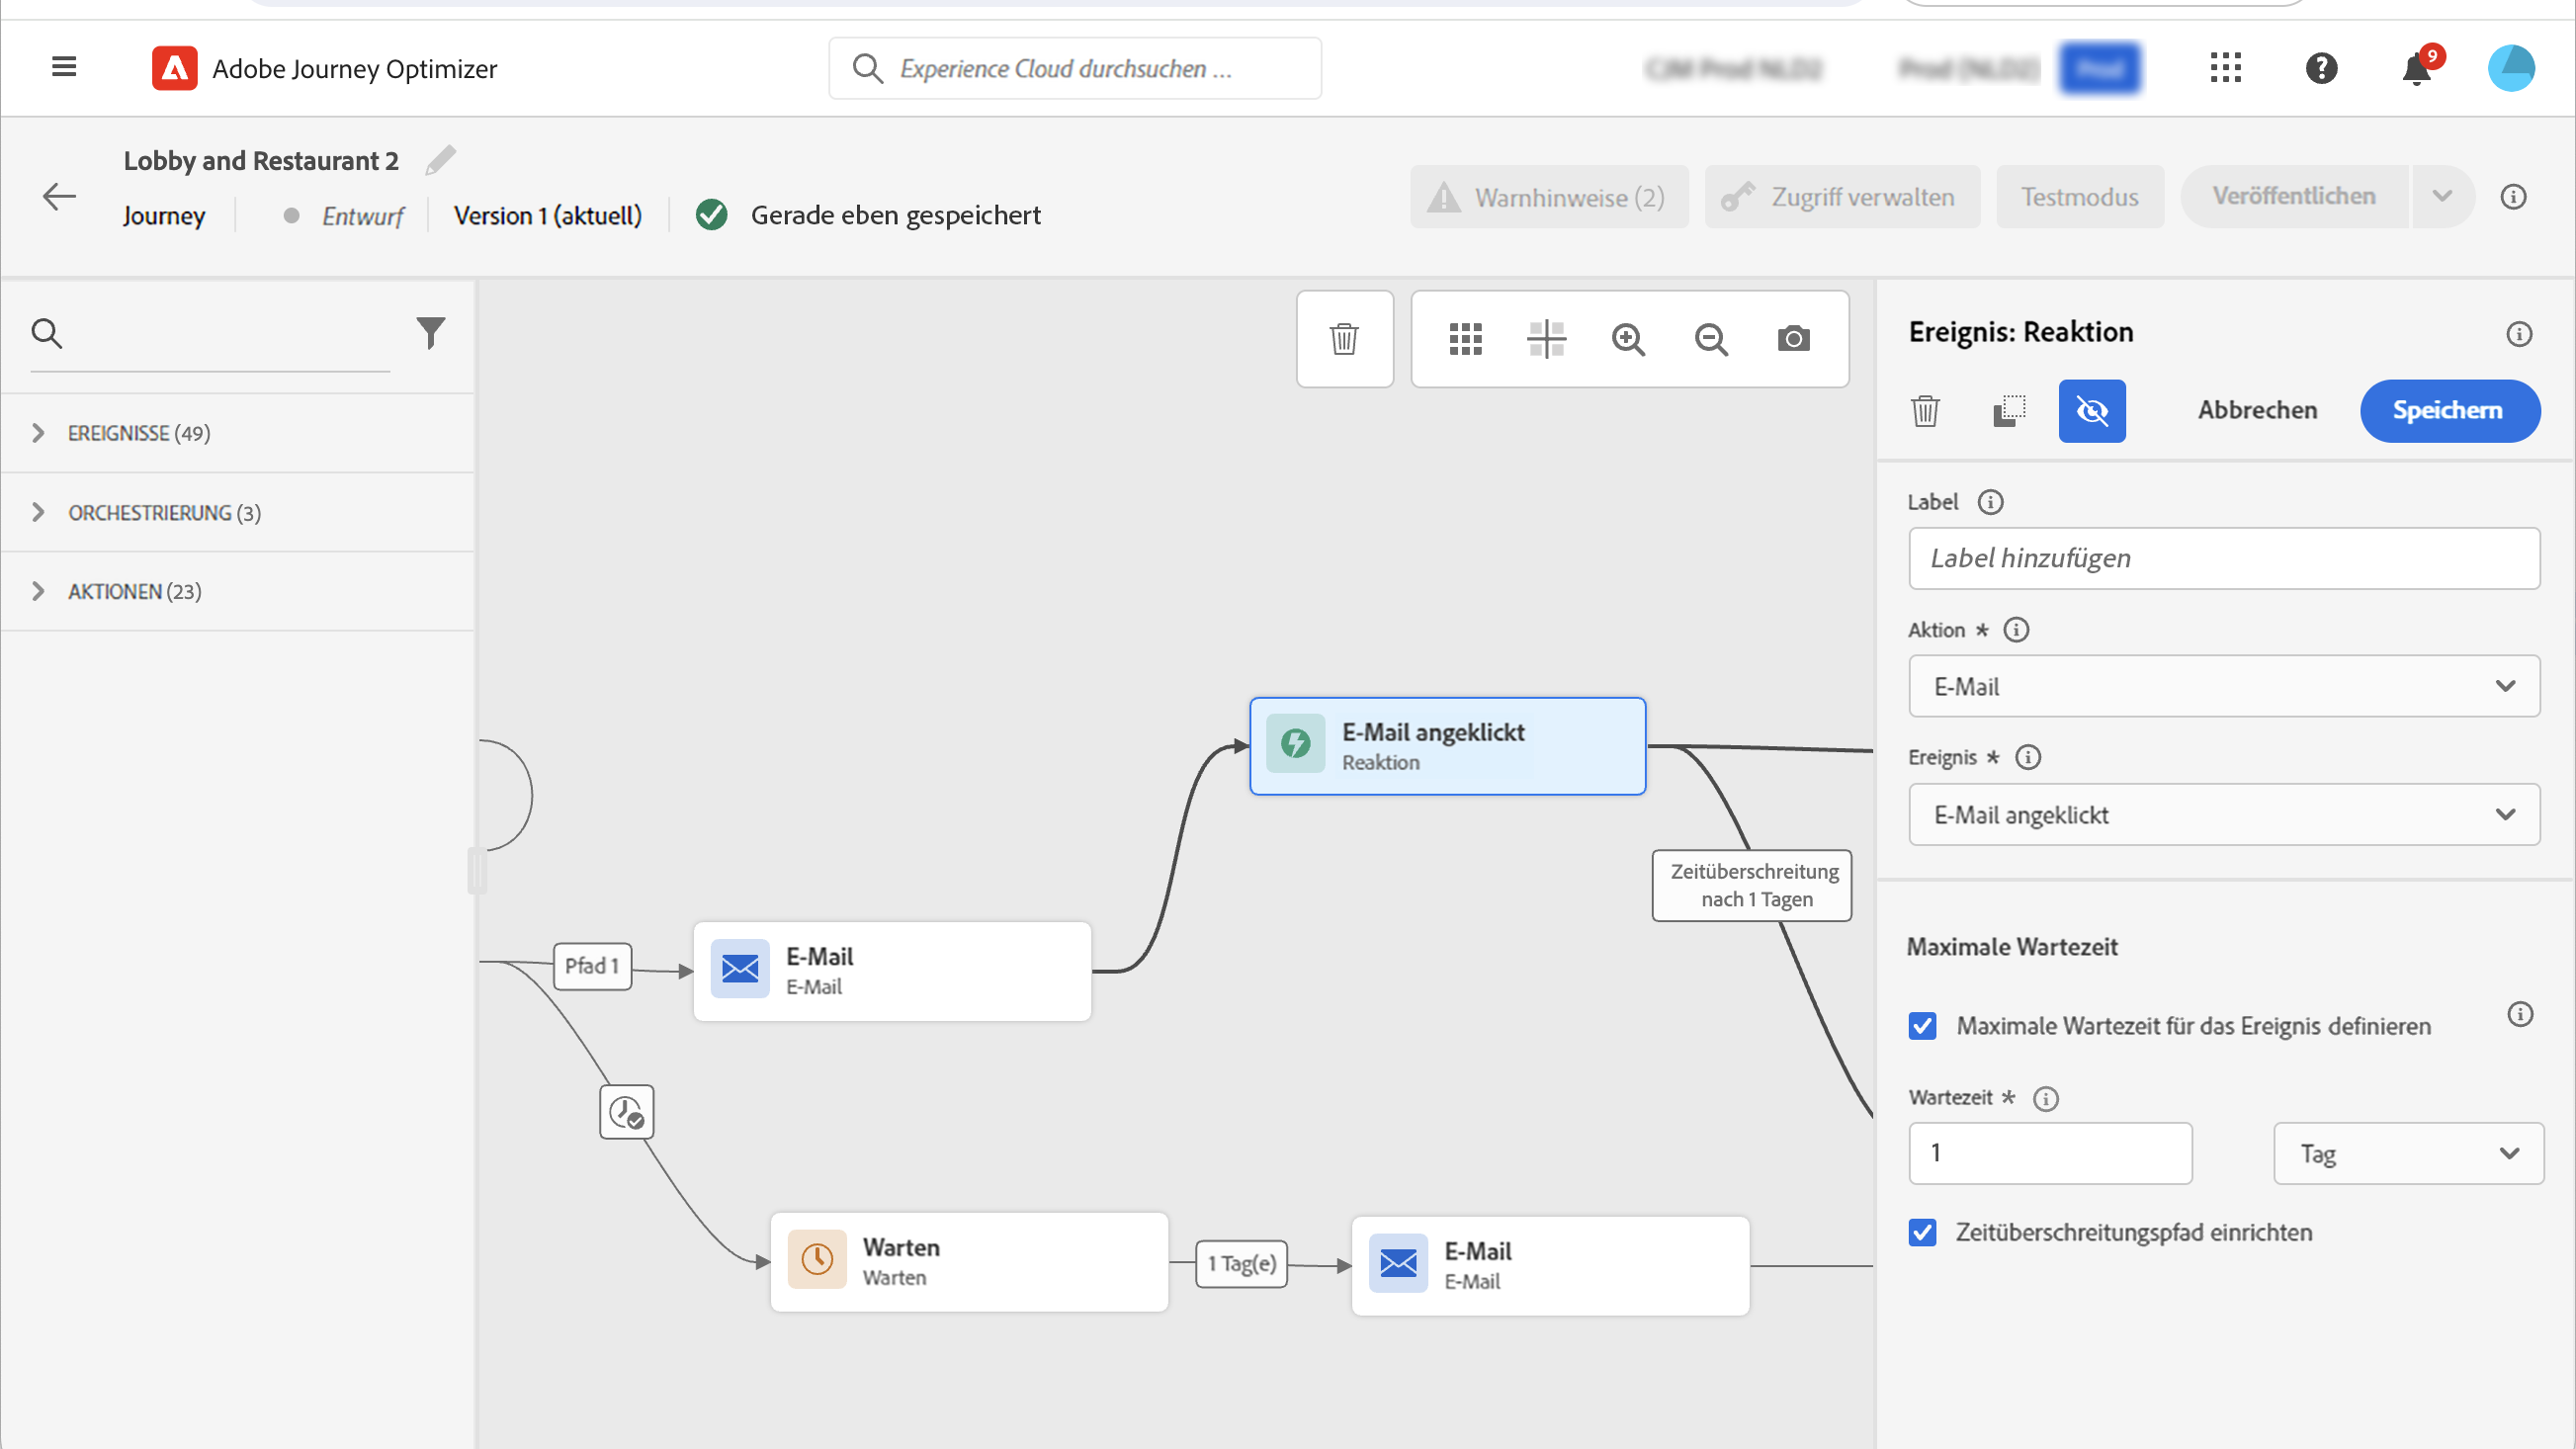 Adobe Journey Optimizer
Experience Cloud durchsuchen ...
9
Lobby and Restaurant 2
Journey
Entwurf
Version 1 (aktuell)
Gerade eben gespeichert
Warnhinweise (2)
Zugriff verwalten
Testmodus
Veröffentlichen
EREIGNISSE (49)
ORCHESTRIERUNG (3)
AKTIONEN (23)
E-Mail angeklickt
Reaktion
Zeitüberschreitung
nach 1 Tagen
Pfad 1
E-Mail
E-Mail
Warten
Warten
1 Tag(e)
E-Mail
E-Mail
Ereignis: Reaktion
Abbrechen
Speichern
Label
Label hinzufügen
Aktion *
E-Mail
Ereignis *
E-Mail angeklickt
Maximale Wartezeit
Maximale Wartezeit für das Ereignis definieren
Wartezeit *
1
Tag
Zeitüberschreitungspfad einrichten